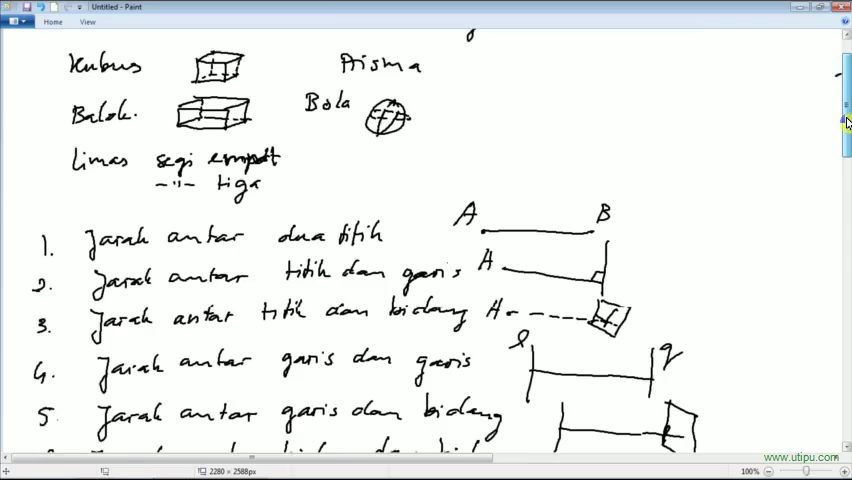 Untitled - Paint
Home View
Kubus Prisma
Balok. Bola
Limas segi empat
-"- tiga
A B
1. Jarak antar dua titik
2. Jarak antar titik dan garis A
3. Jarak antar titik dan bidang A
4. Jarak antar garis dan garis l q
5. Jarak antar garis dan bidang
www.utipu.com
2280 × 2588px 100%